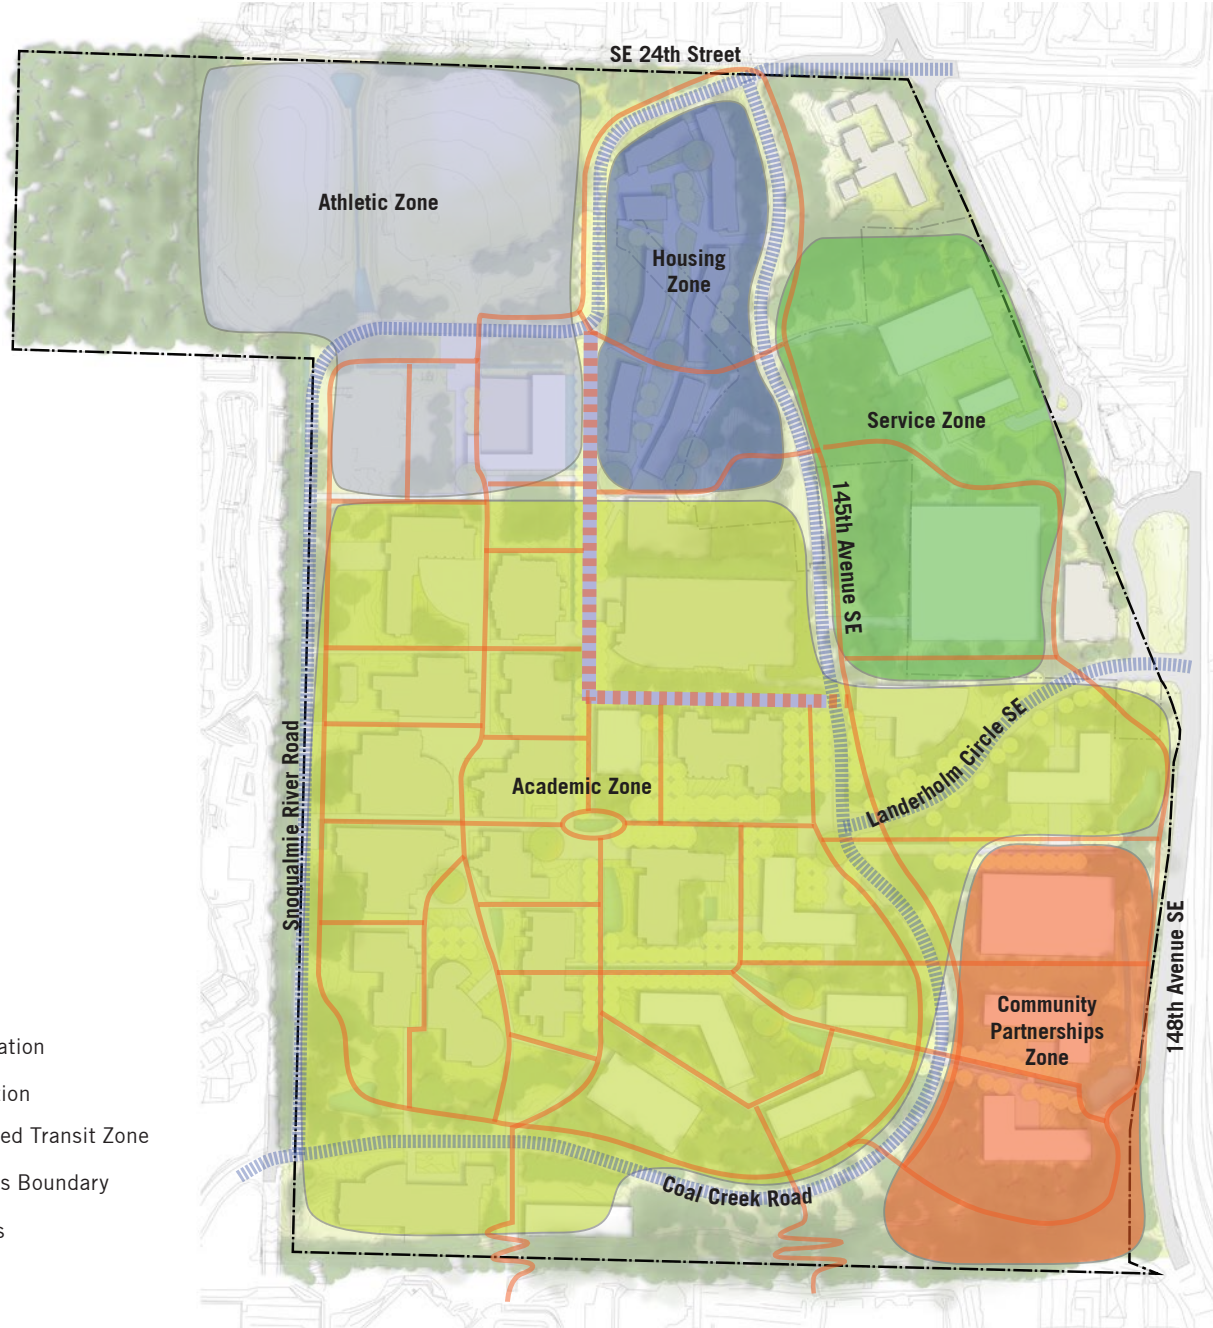 SE 24th Street
Athletic Zone
Housing
Zone
Service Zone
145th Avenue SE
Landerholm Circle SE
Snoqualmie River Road
Academic Zone
148th Avenue SE
Community
Partnerships
Zone
ation
tion
ed Transit Zone
s Boundary
s
Coal Creek Road